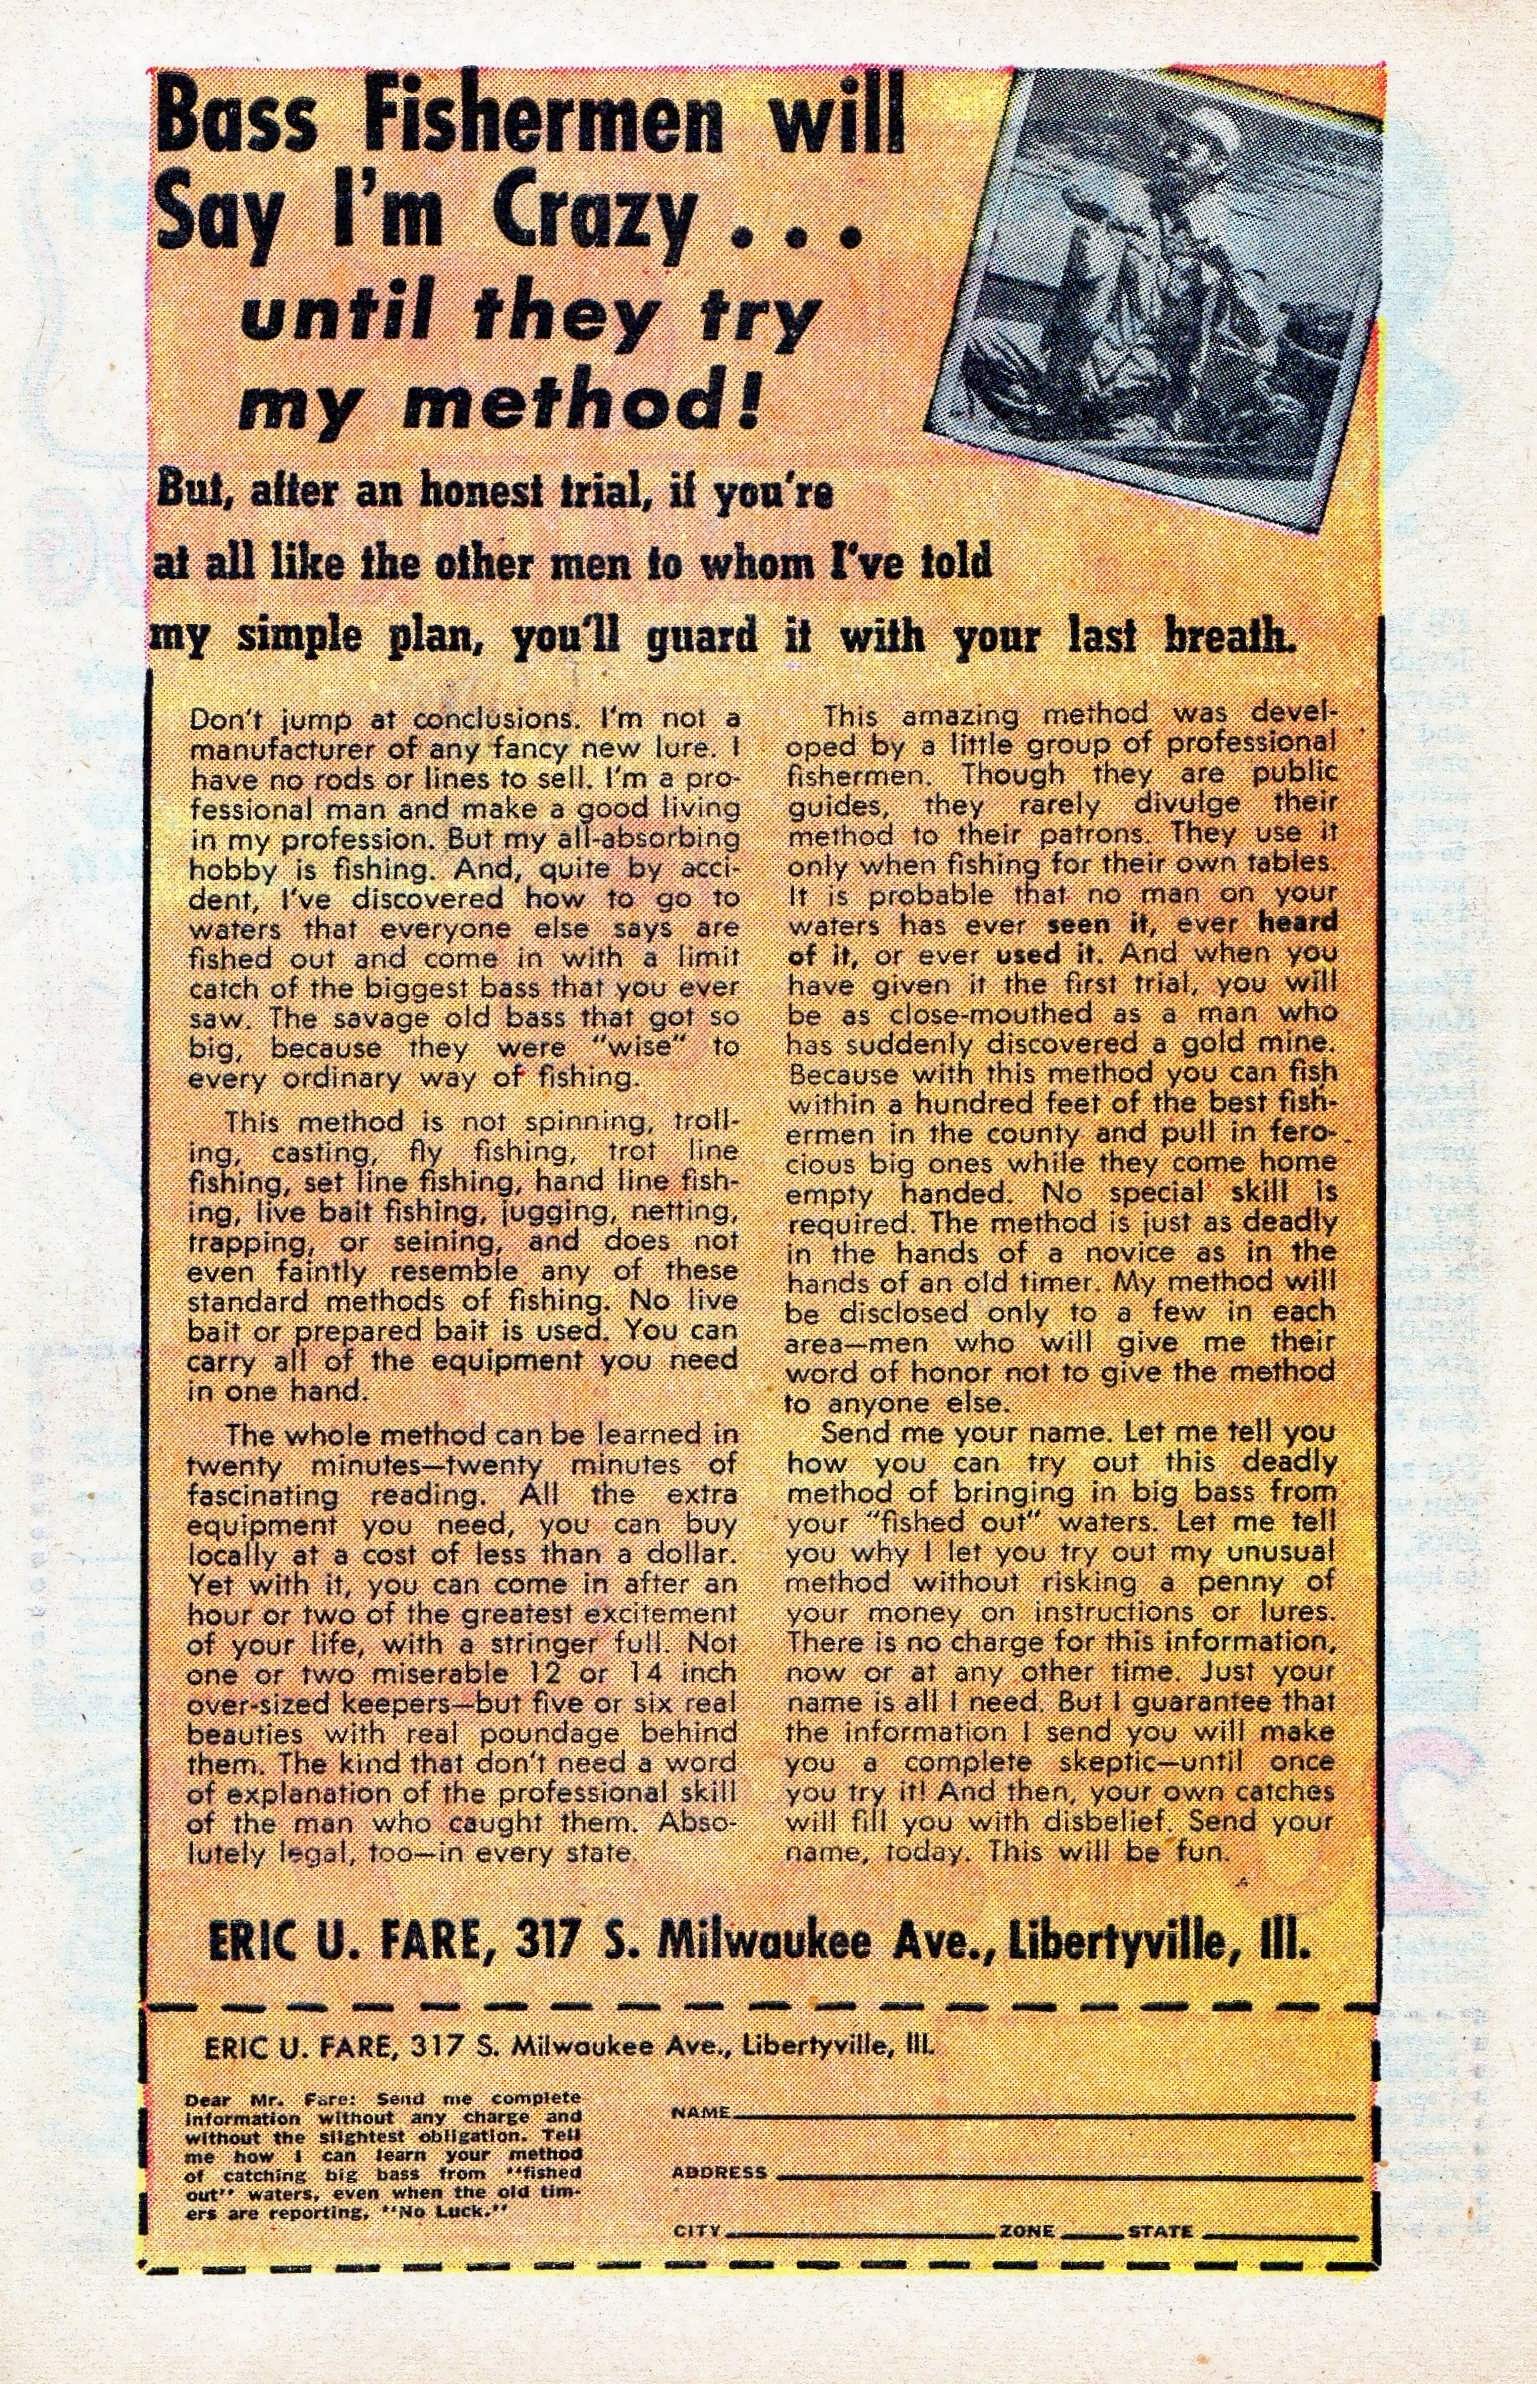 Bass Fishermen will
Say I'm Crazy . . .
until they try
my method!
But, after an honest trial, if you're
at all like the other men to whom I've told
my simple plan, you'll guard it with your last breath.
Don't jump at conclusions. I'm not a
manufacturer of any fancy new lure. I
have no rods or lines to sell. I'm a pro-
fessional man and make a good living
in my profession. But my all-absorbing
hobby is fishing. And, quite by acci-
dent, I've discovered how to go to
waters that everyone else says are
fished out and come in with a limit
catch of the biggest bass that you ever
saw. The savage old bass that got so
big, because they were "wise" to
every ordinary way of fishing.
This method is not spinning, troll-
ing, casting, fly fishing, trot line
fishing, set line fishing, hand line fish-
ing, live bait fishing, jugging, netting,
trapping, or seining, and does not
even faintly resemble any of these
standard methods of fishing. No live
bait or prepared bait is used. You can
carry all of the equipment you need
in one hand.
The whole method can be learned in
twenty minutes—twenty minutes of
fascinating reading. All the extra
equipment you need, you can buy
locally at a cost of less than a dollar.
Yet with it, you can come in after an
hour or two of the greatest excitement
of your life, with a stringer full. Not
one or two miserable 12 or 14 inch
over-sized keepers—but five or six real
beauties with real poundage behind
them. The kind that don't need a word
of explanation of the professional skill
of the man who caught them. Abso-
lutely legal, too—in every state.
This amazing method was devel-
oped by a little group of professional
fishermen. Though they are public
guides, they rarely divulge their
method to their patrons. They use it
only when fishing for their own tables.
It is probable that no man on your
waters has ever seen it, ever heard
of it, or ever used it. And when you
have given it the first trial, you will
be as close-mouthed as a man who
has suddenly discovered a gold mine.
Because with this method you can fish
within a hundred feet of the best fish-
ermen in the county and pull in fero-
cious big ones while they come home
empty handed. No special skill is
required. The method is just as deadly
in the hands of a novice as in the
hands of an old timer. My method will
be disclosed only to a few in each
area—men who will give me their
word of honor not to give the method
to anyone else.
Send me your name. Let me tell you
how you can try out this deadly
method of bringing in big bass from
your "fished out" waters. Let me tell
you why I let you try out my unusual
method without risking a penny of
your money on instructions or lures.
There is no charge for this information,
now or at any other time. Just your
name is all I need. But I guarantee that
the information I send you will make
you a complete skeptic—until once
you try it! And then, your own catches
will fill you with disbelief. Send your
name, today. This will be fun.
ERIC U. FARE, 317 S. Milwaukee Ave., Libertyville, Ill.
ERIC U. FARE, 317 S. Milwaukee Ave., Libertyville, Ill.
Dear Mr. Fare: Send me complete
information without any charge and
without the slightest obligation. Tell
me how I can learn your method
of catching big bass from "fished
out" waters, even when the old tim-
ers are reporting, "No Luck."
NAME
ADDRESS
CITY ZONE STATE